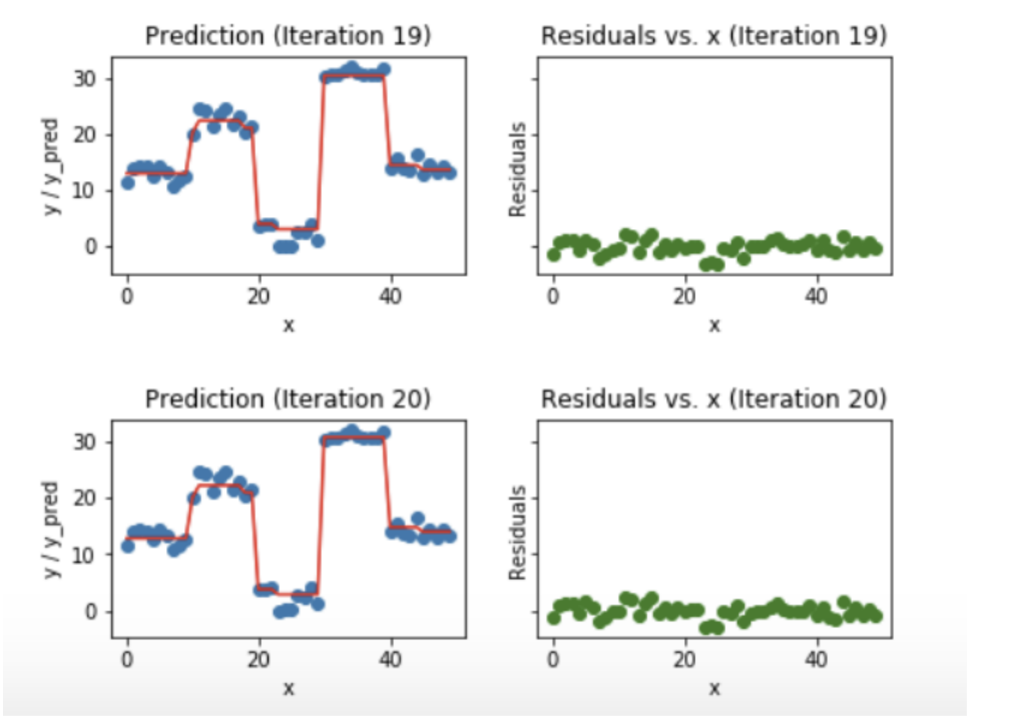 Prediction (Iteration 19)
y / y_pred
30
20
10
0
0 20 40
x
Residuals vs. x (Iteration 19)
Residuals
0 20 40
x
Prediction (Iteration 20)
y / y_pred
30
20
10
0
0 20 40
x
Residuals vs. x (Iteration 20)
Residuals
0 20 40
x